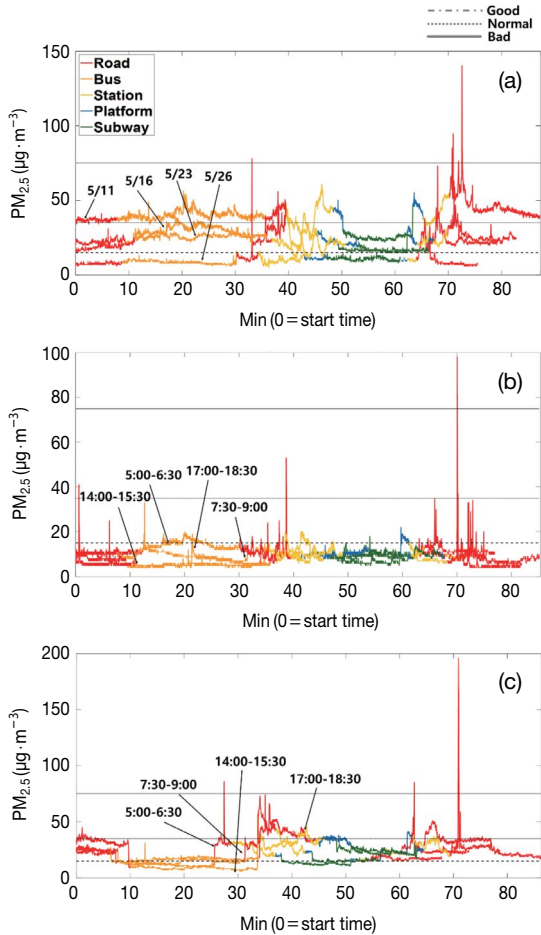 Good
Normal
Bad
150
100
50
0
PM2.5 (µg·m-3)
Road
Bus
Station
Platform
Subway
(a)
5/11
5/16
5/23
5/26
0 10 20 30 40 50 60 70 80
Min (0=start time)
100
80
60
40
20
0
PM2.5 (µg·m-3)
(b)
14:00-15:30
5:00-6:30
17:00-18:30
7:30-9:00
0 10 20 30 40 50 60 70 80
Min (0=start time)
200
150
100
50
0
PM2.5 (µg·m-3)
(c)
14:00-15:30
7:30-9:00
5:00-6:30
17:00-18:30
0 10 20 30 40 50 60 70 80
Min (0=start time)